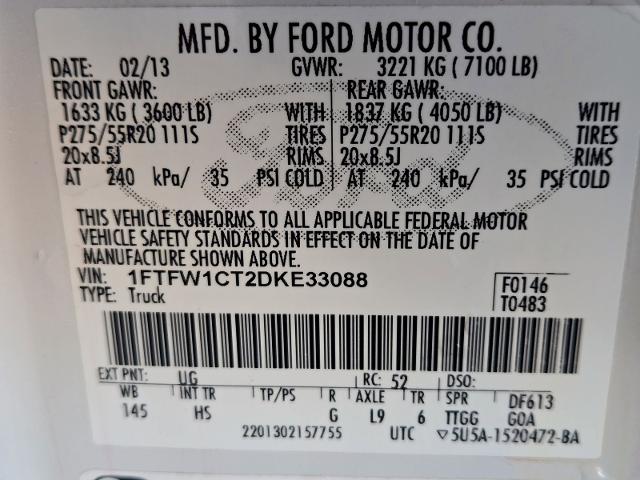 MFD. BY FORD MOTOR CO.
DATE: 02/13 GVWR: 3221 KG ( 7100 LB)
FRONT GAWR: REAR GAWR:
1633 KG ( 3600 LB) WITH 1837 KG ( 4050 LB) WITH
P275/55R20 111S TIRES P275/55R20 111S TIRES
20x8.5J RIMS 20x8.5J RIMS
AT 240 kPa/ 35 PSI COLD AT 240 kPa/ 35 PSI COLD
Ford
THIS VEHICLE CONFORMS TO ALL APPLICABLE FEDERAL MOTOR
VEHICLE SAFETY STANDARDS IN EFFECT ON THE DATE OF
MANUFACTURE SHOWN ABOVE.
VIN: 1FTFW1CT2DKE33088 F0146
TYPE: Truck T0483
EXT PNT: UG RC: 52 DSO:
WB INT TR TP/PS R AXLE TR SPR DF613
145 HS G L9 6 TTGG GOA
2201302157755 UTC ▽5U5A-1520472-BA